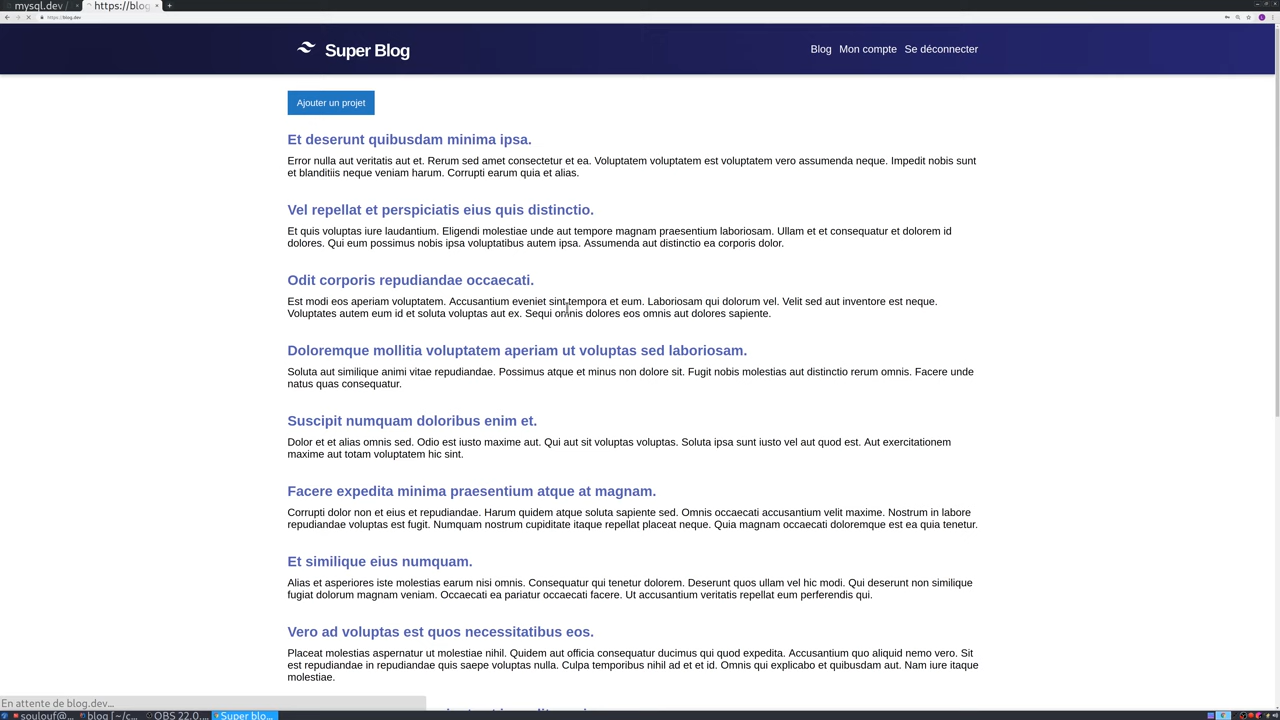 mysql.dev /
https://blog
https://blog.dev
Super Blog
Blog Mon compte Se déconnecter
Ajouter un projet
Et deserunt quibusdam minima ipsa.
Error nulla aut veritatis aut et. Rerum sed amet consectetur et ea. Voluptatem voluptatem est voluptatem vero assumenda neque. Impedit nobis sunt
et blanditiis neque veniam harum. Corrupti earum quia et alias.
Vel repellat et perspiciatis eius quis distinctio.
Et quis voluptas iure laudantium. Eligendi molestiae unde aut tempore magnam praesentium laboriosam. Ullam et et consequatur et dolorem id
dolores. Qui eum possimus nobis ipsa voluptatibus autem ipsa. Assumenda aut distinctio ea corporis dolor.
Odit corporis repudiandae occaecati.
Est modi eos aperiam voluptatem. Accusantium eveniet sint tempora et eum. Laboriosam qui dolorum vel. Velit sed aut inventore est neque.
Voluptates autem eum id et soluta voluptas aut ex. Sequi omnis dolores eos omnis aut dolores sapiente.
Doloremque mollitia voluptatem aperiam ut voluptas sed laboriosam.
Soluta aut similique animi vitae repudiandae. Possimus atque et minus non dolore sit. Fugit nobis molestias aut distinctio rerum omnis. Facere unde
natus quas consequatur.
Suscipit numquam doloribus enim et.
Dolor et et alias omnis sed. Odio est iusto maxime aut. Qui aut sit voluptas voluptas. Soluta ipsa sunt iusto vel aut quod est. Aut exercitationem
maxime aut totam voluptatem hic sint.
Facere expedita minima praesentium atque at magnam.
Corrupti dolor non et eius et repudiandae. Harum quidem atque soluta sapiente sed. Omnis occaecati accusantium velit maxime. Nostrum in labore
repudiandae voluptas est fugit. Numquam nostrum cupiditate itaque repellat placeat neque. Quia magnam occaecati doloremque est ea quia tenetur.
Et similique eius numquam.
Alias et asperiores iste molestias earum nisi omnis. Consequatur qui tenetur dolorem. Deserunt quos ullam vel hic modi. Qui deserunt non similique
fugiat dolorum magnam veniam. Occaecati ea pariatur occaecati facere. Ut accusantium veritatis repellat eum perferendis qui.
Vero ad voluptas est quos necessitatibus eos.
Placeat molestias aspernatur ut molestiae nihil. Quidem aut officia consequatur ducimus qui quod expedita. Accusantium quo aliquid nemo vero. Sit
est repudiandae in repudiandae quis saepe voluptas nulla. Culpa temporibus nihil ad et et id. Omnis qui explicabo et quibusdam aut. Nam iure itaque
molestiae.
En attente de blog.dev...
soulouf@... blog [~/c... OBS 22.0.... Super blo...